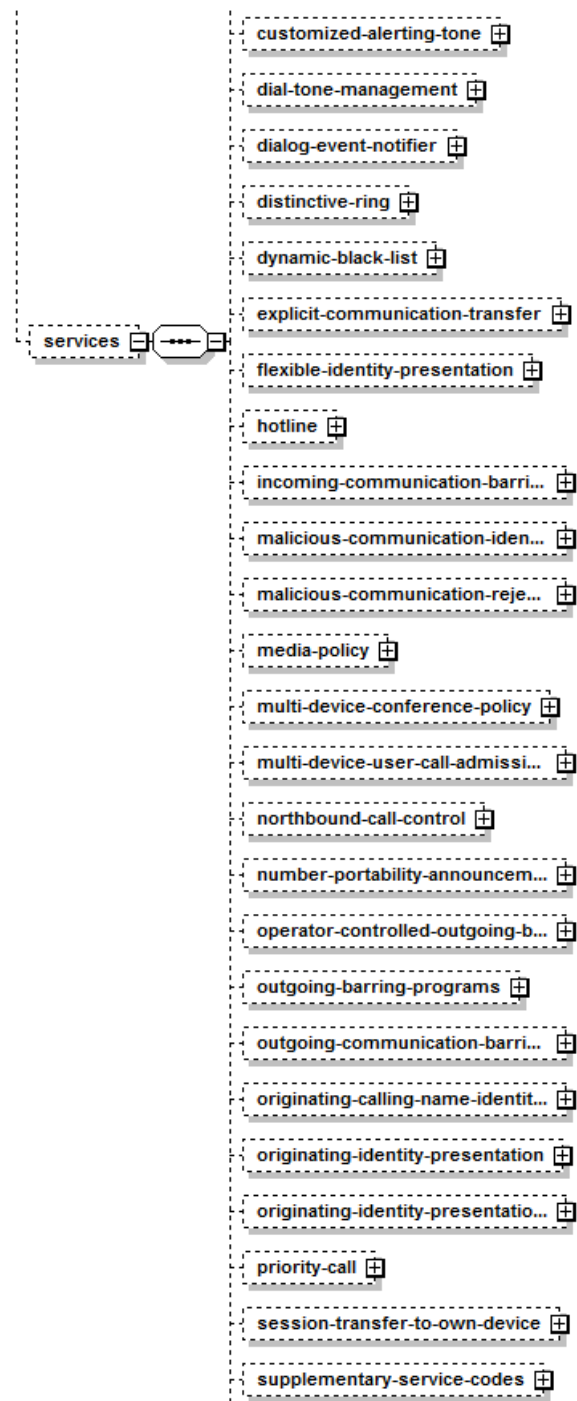 customized-alerting-tone
dial-tone-management
dialog-event-notifier
distinctive-ring
dynamic-black-list
explicit-communication-transfer
services
flexible-identity-presentation
hotline
incoming-communication-barri...
malicious-communication-iden...
malicious-communication-reje...
media-policy
multi-device-conference-policy
multi-device-user-call-admissi...
northbound-call-control
number-portability-announcem...
operator-controlled-outgoing-b...
outgoing-barring-programs
outgoing-communication-barri...
originating-calling-name-identit...
originating-identity-presentation
originating-identity-presentatio...
priority-call
session-transfer-to-own-device
supplementary-service-codes